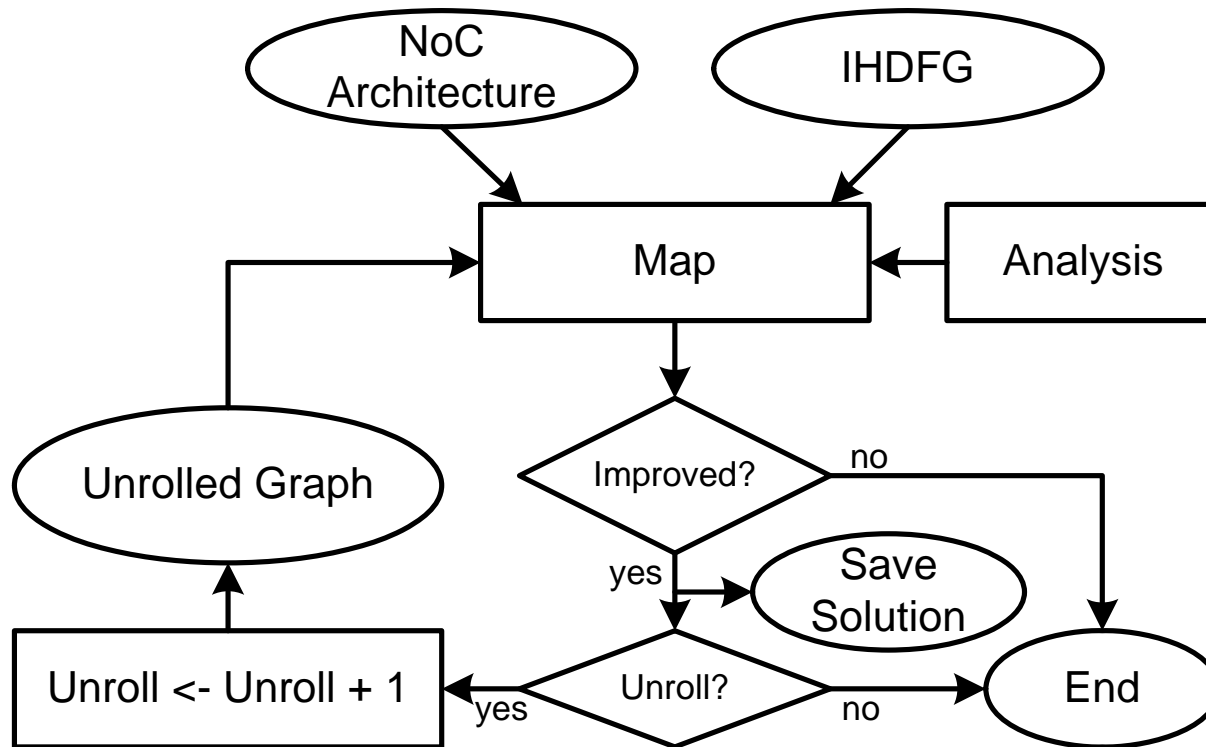 NoC
Architecture
IHDFG
Map
Analysis
Improved?
no
Unrolled Graph
yes
Save
Solution
Unroll <- Unroll + 1
yes
Unroll?
no
End